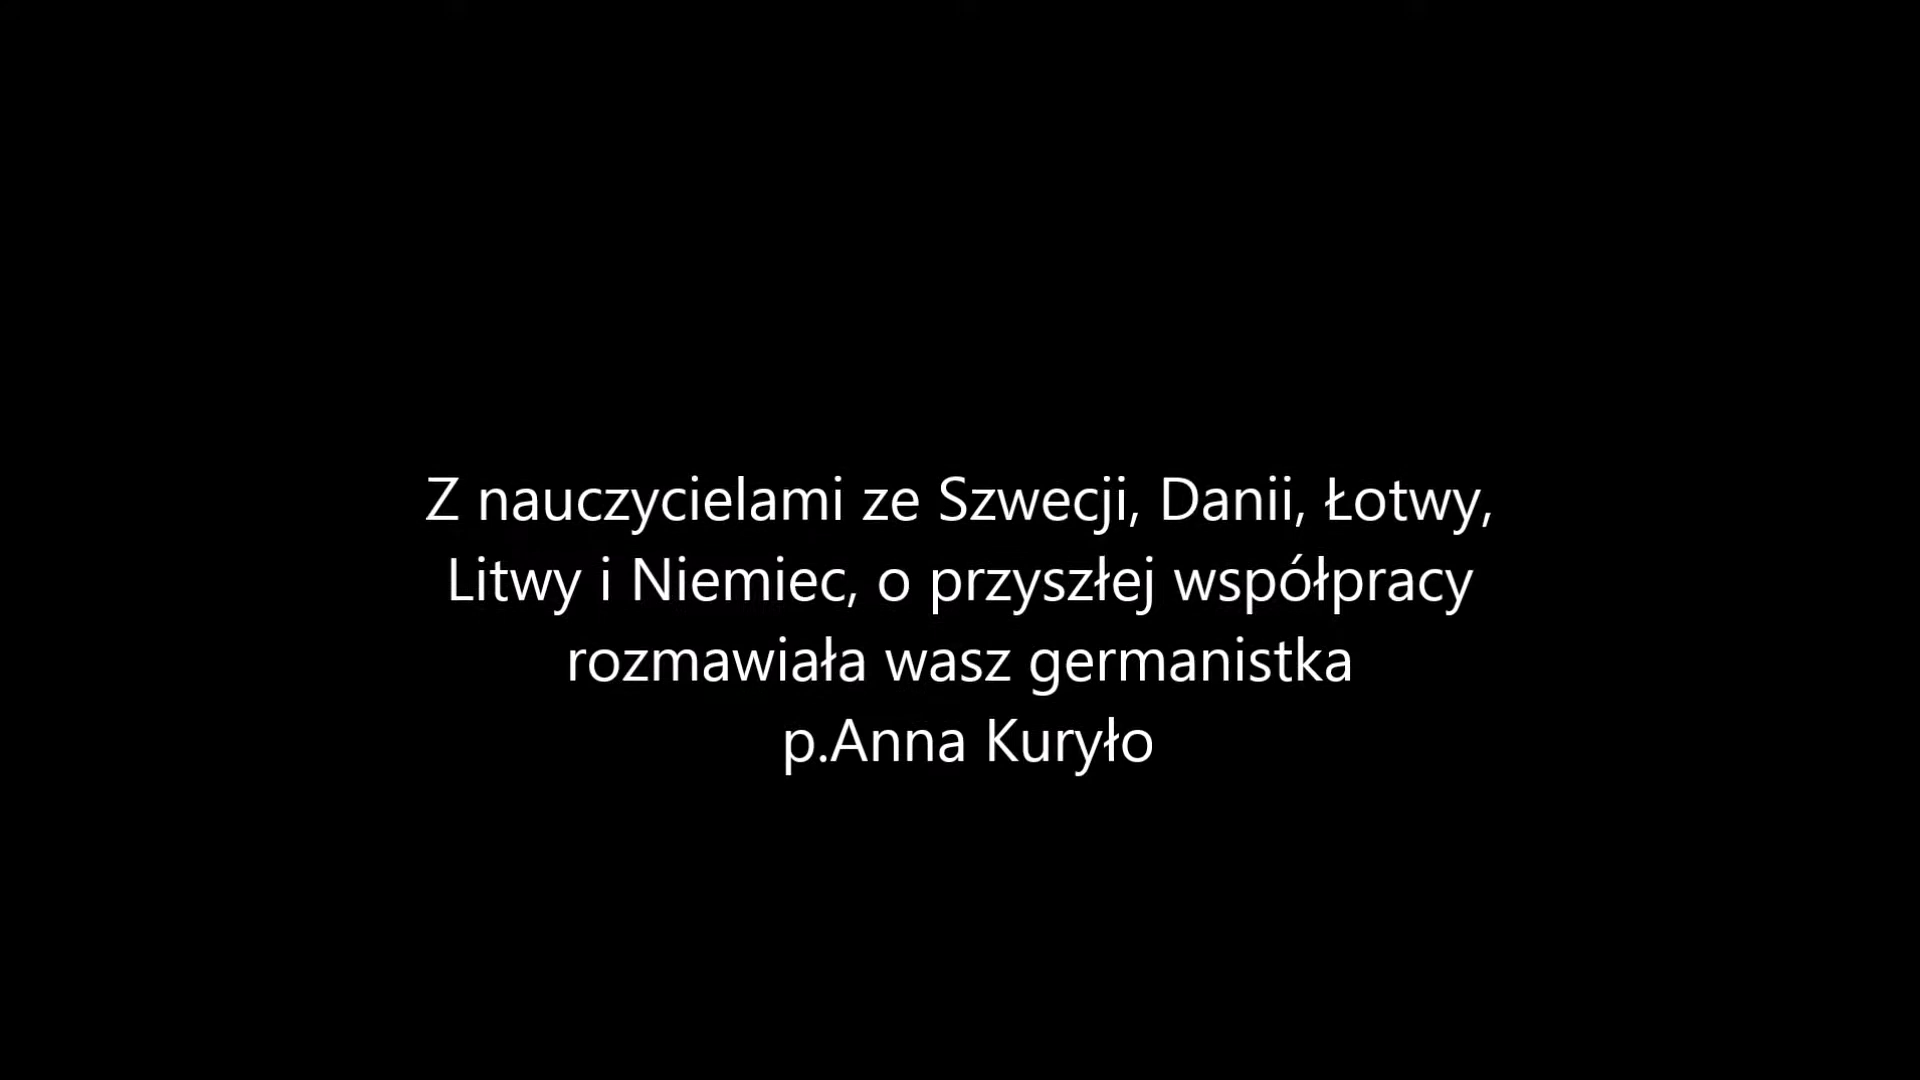 Z nauczycielami ze Szwecji, Danii, Łotwy,
Litwy i Niemiec, o przyszłej współpracy
rozmawiała wasz germanistka
p.Anna Kuryło